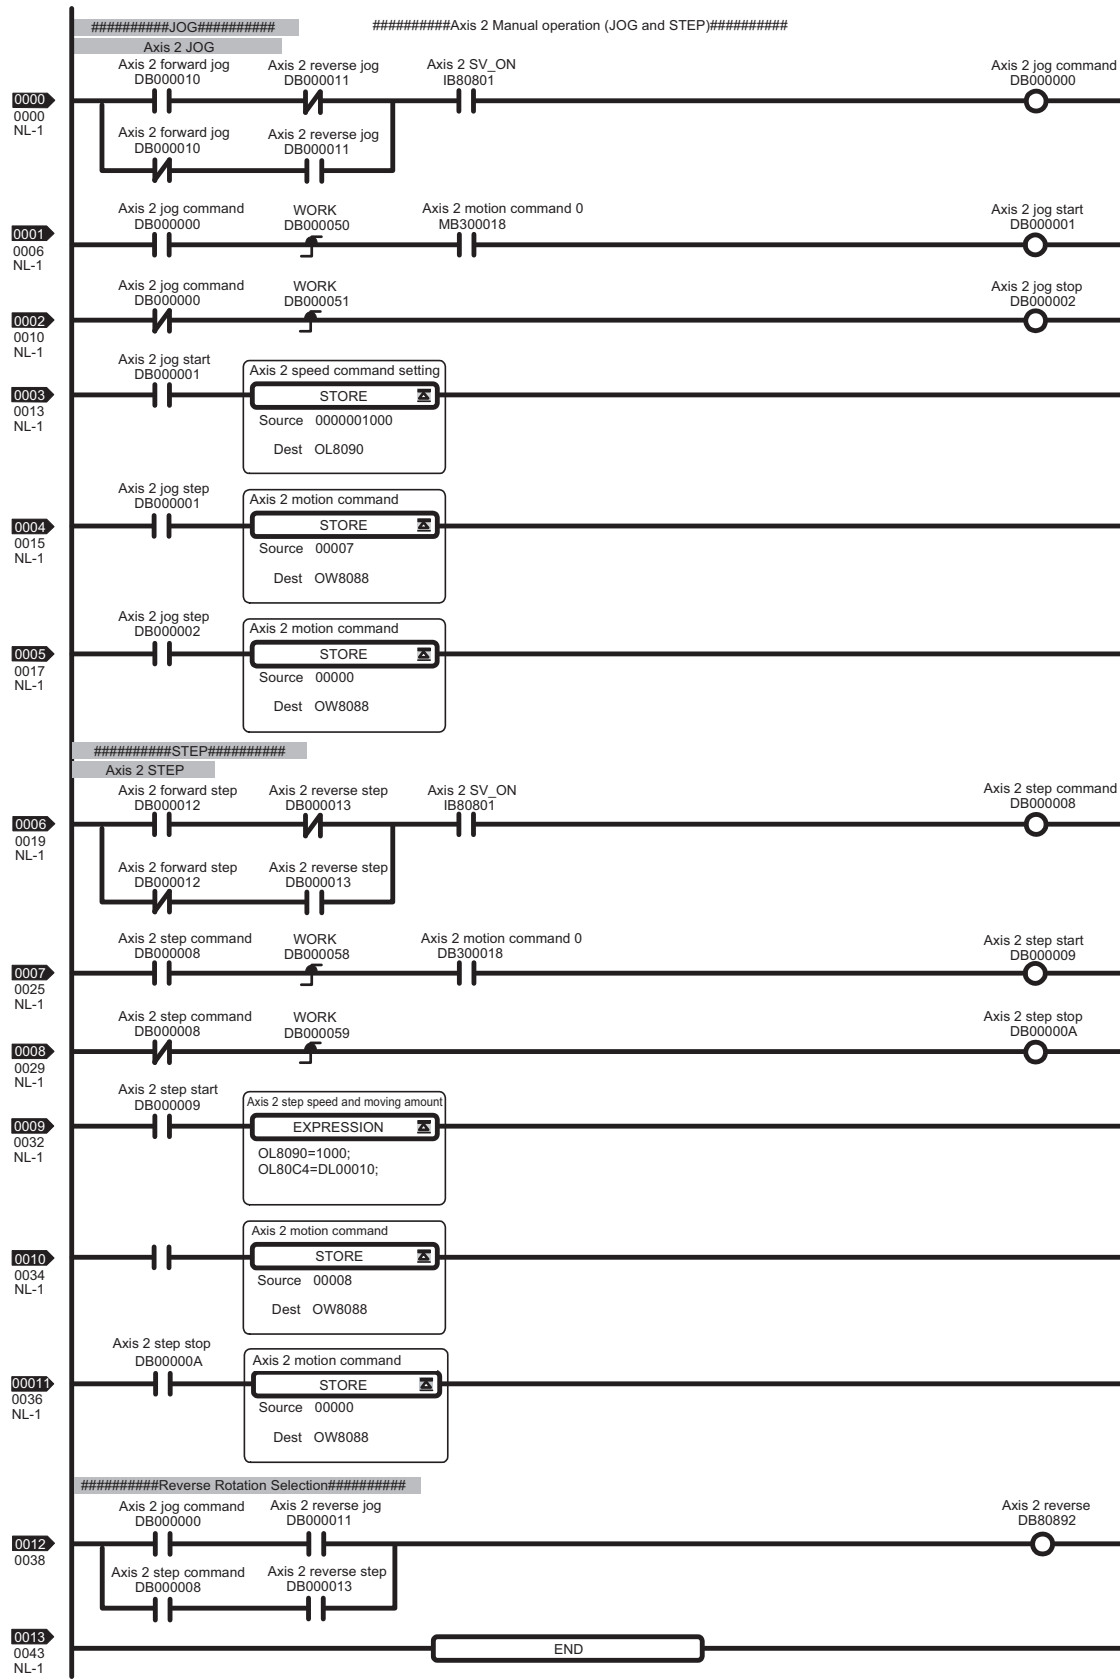 ##########JOG########## ##########Axis 2 Manual operation (JOG and STEP)##########
Axis 2 JOG
Axis 2 forward jog Axis 2 reverse jog Axis 2 SV_ON Axis 2 jog command
DB000010 DB000011 IB80801 DB000000
0000
0000
NL-1
Axis 2 forward jog Axis 2 reverse jog
DB000010 DB000011
Axis 2 jog command WORK Axis 2 motion command 0 Axis 2 jog start
DB000000 DB000050 MB300018 DB000001
0001
0006
NL-1
Axis 2 jog command WORK Axis 2 jog stop
DB000000 DB000051 DB000002
0002
0010
NL-1
Axis 2 jog start
DB000001
Axis 2 speed command setting
0003
0013
NL-1
STORE
Source 0000001000
Dest OL8090
Axis 2 jog step
DB000001
Axis 2 motion command
0004
0015
NL-1
STORE
Source 00007
Dest OW8088
Axis 2 jog step
DB000002
Axis 2 motion command
0005
0017
NL-1
STORE
Source 00000
Dest OW8088
##########STEP##########
Axis 2 STEP
Axis 2 forward step Axis 2 reverse step Axis 2 SV_ON Axis 2 step command
DB000012 DB000013 IB80801 DB000008
0006
0019
NL-1
Axis 2 forward step Axis 2 reverse step
DB000012 DB000013
Axis 2 step command WORK Axis 2 motion command 0 Axis 2 step start
DB000008 DB000058 DB300018 DB000009
0007
0025
NL-1
Axis 2 step command WORK Axis 2 step stop
DB000008 DB000059 DB00000A
0008
0029
NL-1
Axis 2 step start
DB000009
Axis 2 step speed and moving amount
0009
0032
NL-1
EXPRESSION
OL8090=1000;
OL80C4=DL00010;
Axis 2 motion command
0010
0034
NL-1
STORE
Source 00008
Dest OW8088
Axis 2 step stop
DB00000A
Axis 2 motion command
00011
0036
NL-1
STORE
Source 00000
Dest OW8088
##########Reverse Rotation Selection##########
Axis 2 jog command Axis 2 reverse jog Axis 2 reverse
DB000000 DB000011 DB80892
0012
0038
Axis 2 step command Axis 2 reverse step
DB000008 DB000013
0013
0043
NL-1
END